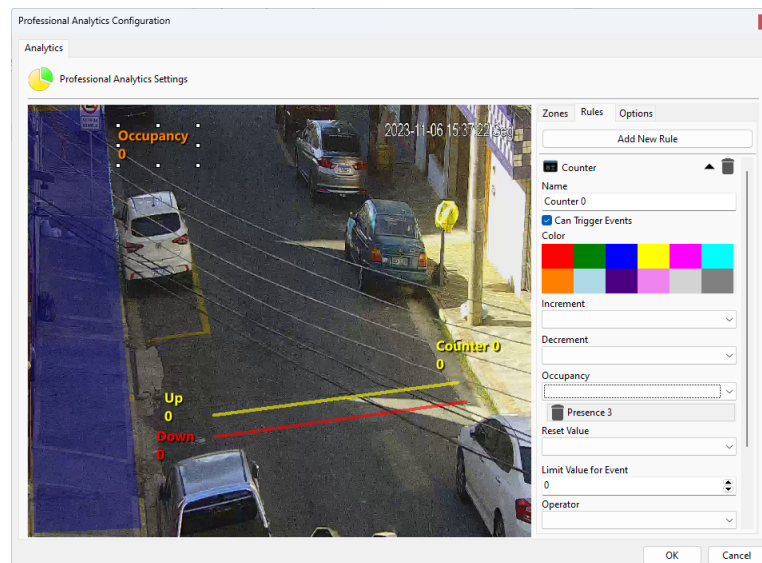 Professional Analytics Configuration
Analytics
Professional Analytics Settings
Occupancy
0
2023-11-06 15:37:22 Seg
Counter 0
0
Up
0
Down
0
Zones Rules Options
Add New Rule
Counter
Name
Counter 0
Can Trigger Events
Color
Increment
Decrement
Occupancy
Presence 3
Reset Value
Limit Value for Event
0
Operator
OK Cancel